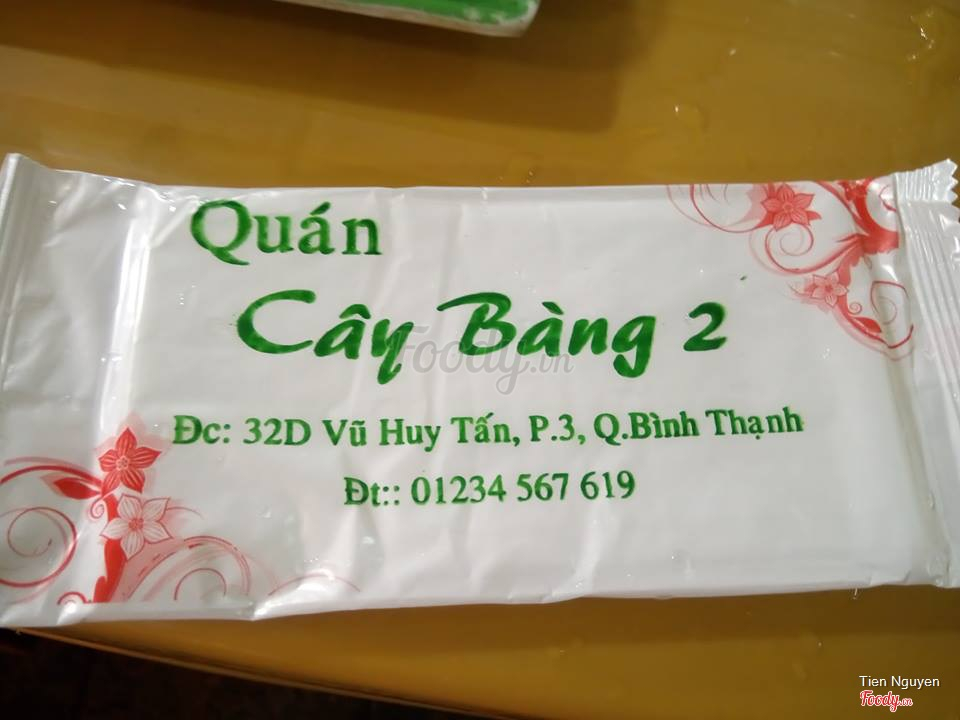 Quán
Cây Bàng 2
Foody.vn
Đc: 32D Vũ Huy Tấn, P.3, Q.Bình Thạnh
Đt:: 01234 567 619
Tien Nguyen
Foody.vn